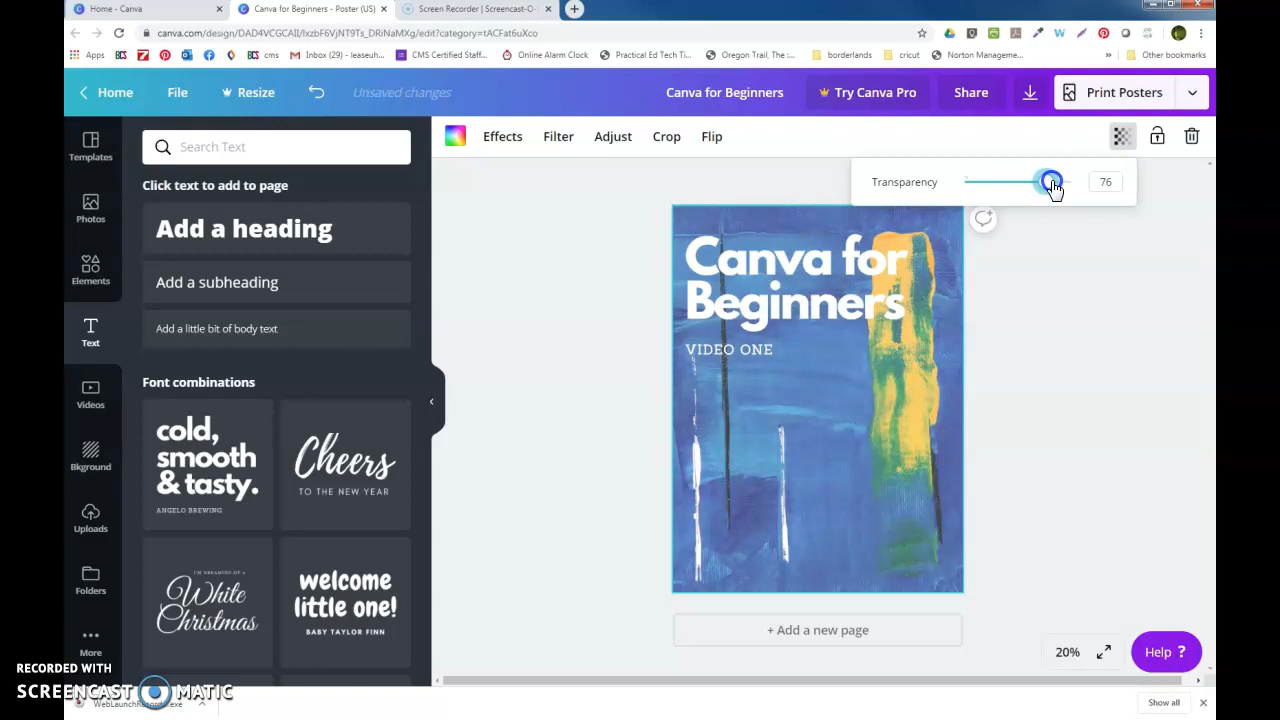 Home - Canva
Canva for Beginners - Poster (US)
Screen Recorder | Screencast-O-
canva.com/design/DAD4VCGCAII/lxzbF6VjNT9Ts_DRiNaMXg/edit?category=tACFat6uXco
Apps
BCS
cms
Inbox (29) - leaseuh...
CMS Certified Staff...
Online Alarm Clock
Practical Ed Tech Ti...
Oregon Trail, The :...
borderlands
cricut
Norton Manageme...
»
Other bookmarks
Home
File
Resize
Unsaved changes
Canva for Beginners
Try Canva Pro
Share
Print Posters
Templates
Photos
Elements
Text
Videos
Bkground
Uploads
Folders
More
Search Text
Click text to add to page
Add a heading
Add a subheading
Add a little bit of body text
Font combinations
cold,
smooth
& tasty.
ANGELO BREWING
Cheers
TO THE NEW YEAR
I'M DREAMING OF A
White
Christmas
welcome
little one!
BABY TAYLOR FINN
Effects
Filter
Adjust
Crop
Flip
Transparency
76
Canva for
Beginners
VIDEO ONE
+ Add a new page
20%
Help ?
RECORDED WITH
SCREENCAST MATIC
Show all